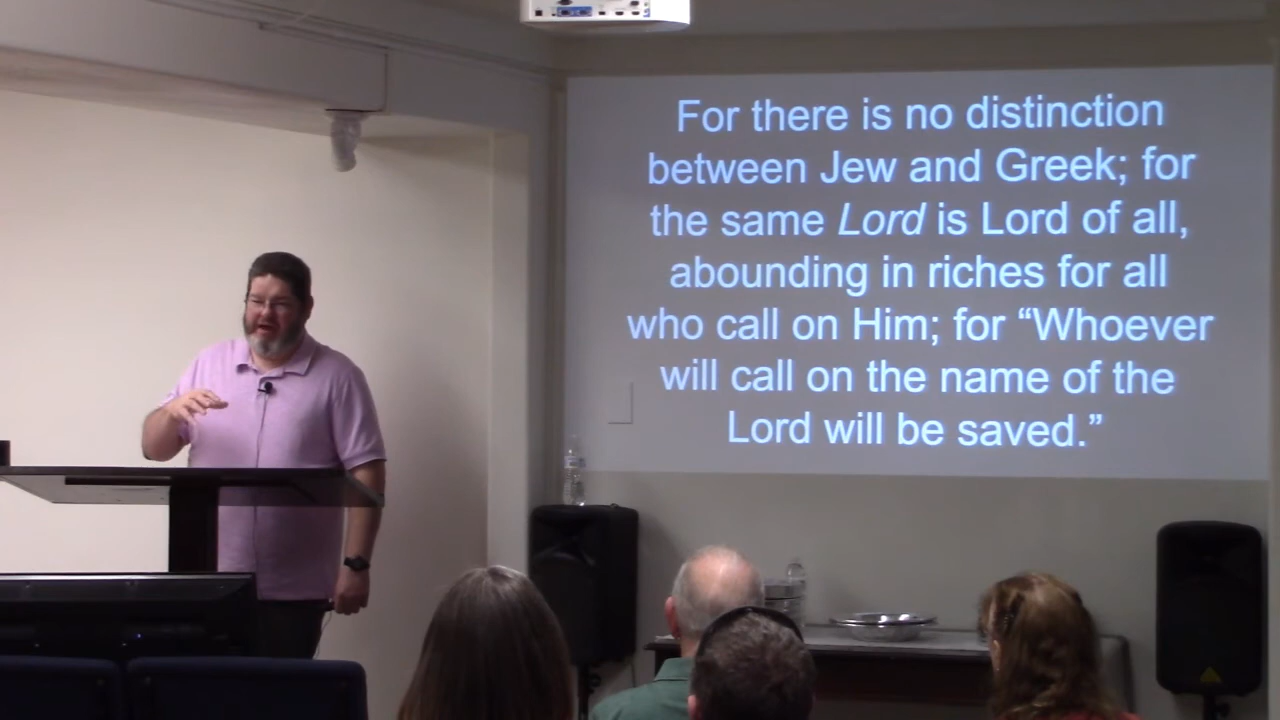 For there is no distinction
between Jew and Greek; for
the same Lord is Lord of all,
abounding in riches for all
who call on Him; for “Whoever
will call on the name of the
Lord will be saved.”